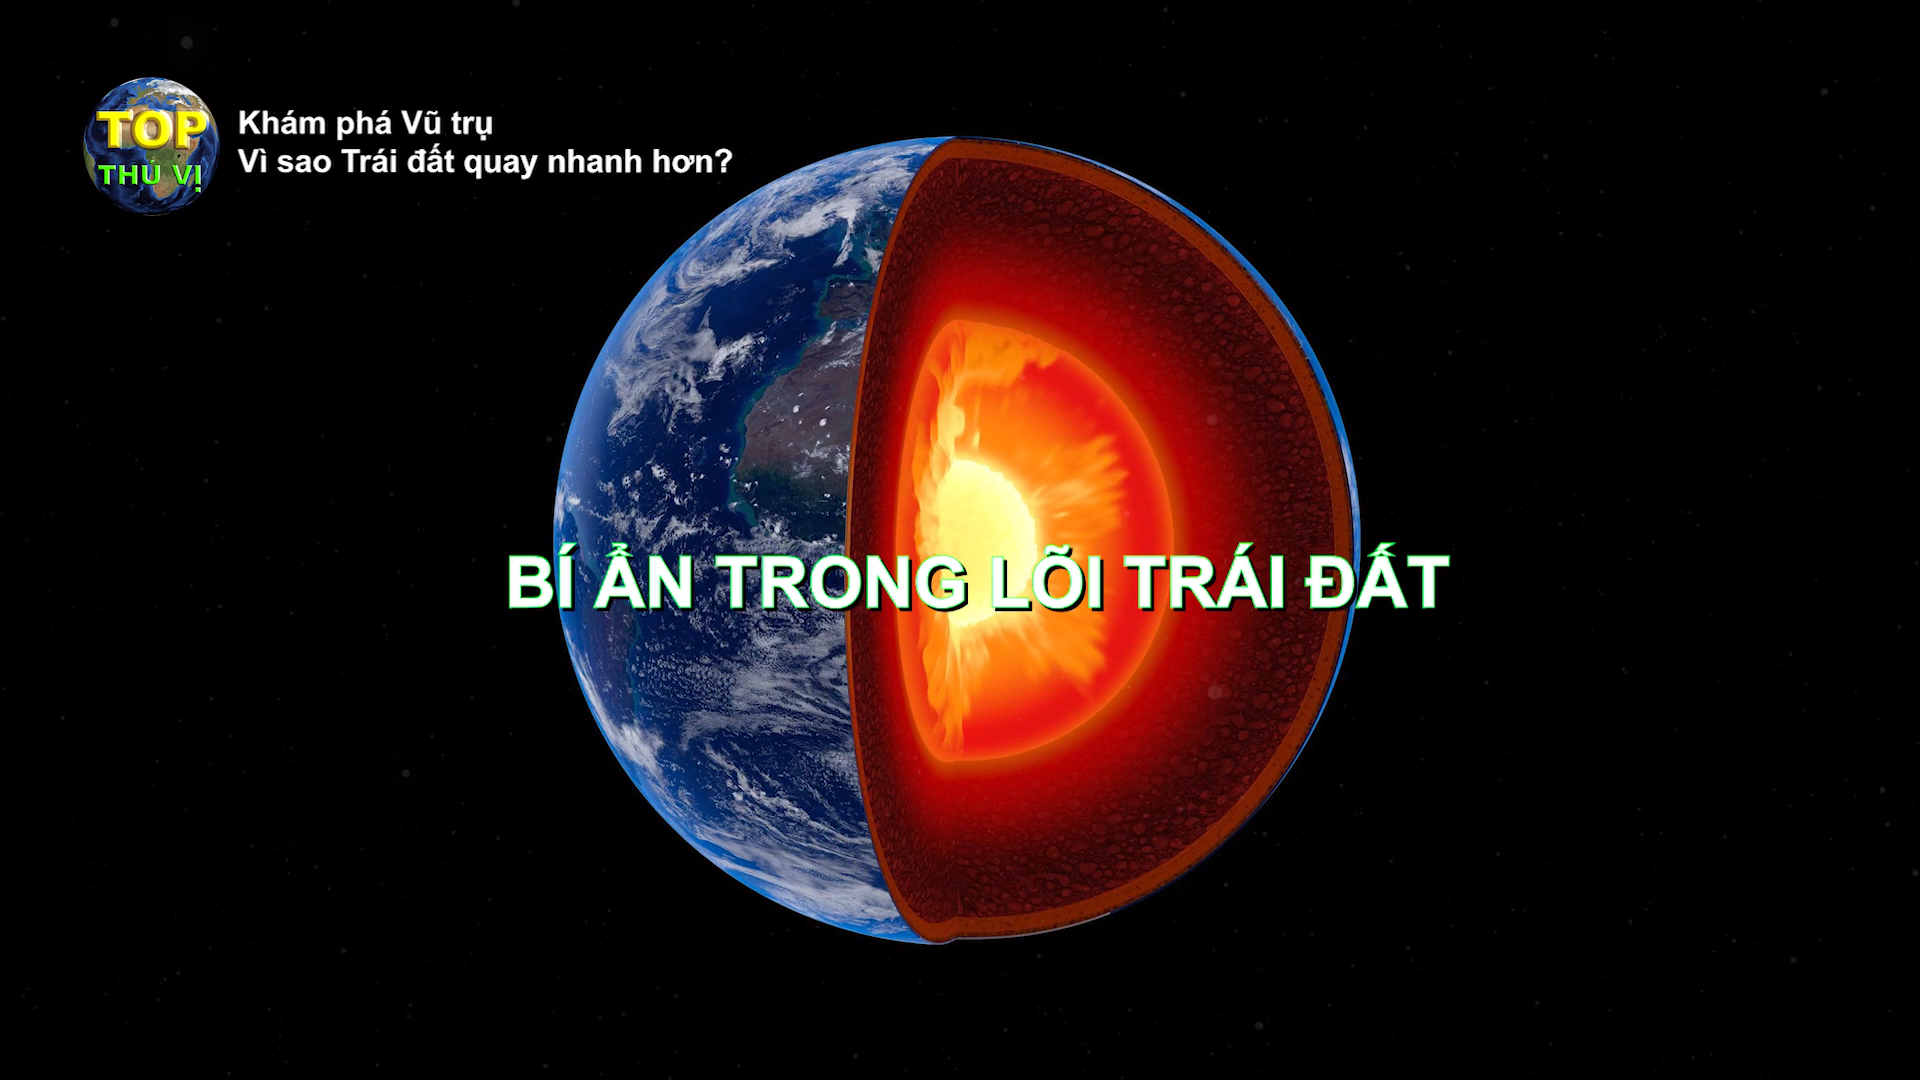 TOP
THÚ VỊ
Khám phá Vũ trụ
Vì sao Trái đất quay nhanh hơn?
BÍ ẨN TRONG LÕI TRÁI ĐẤT